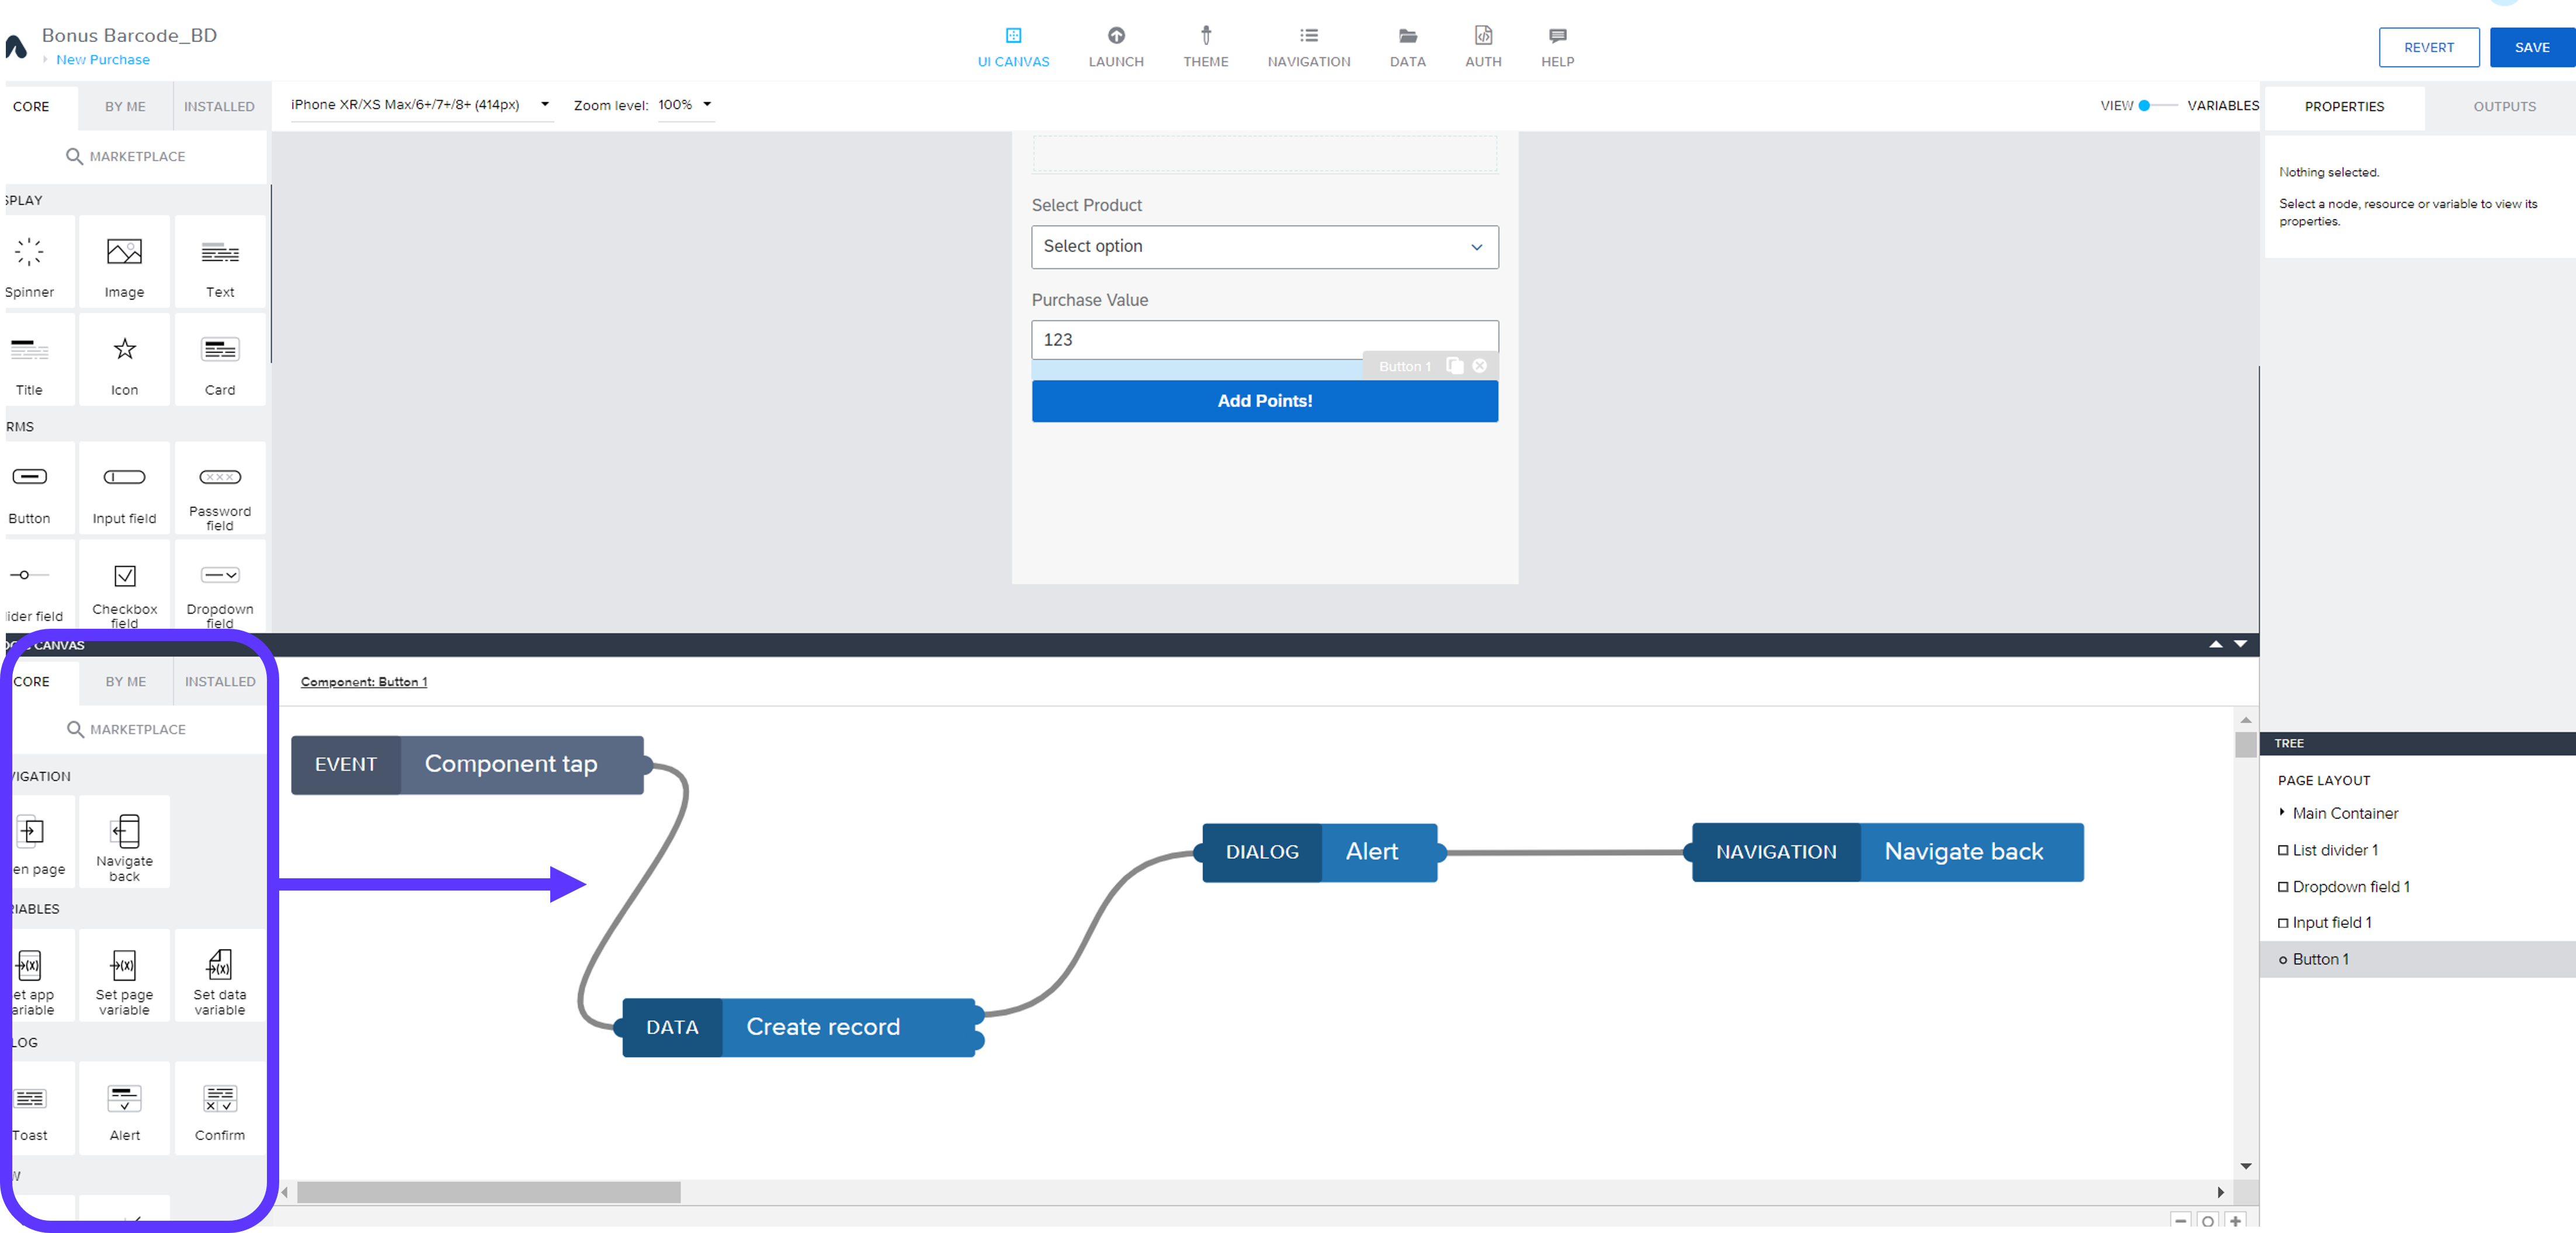 Bonus Barcode_BD
New Purchase
UI CANVAS
LAUNCH
THEME
NAVIGATION
DATA
AUTH
HELP
REVERT
SAVE
CORE
BY ME
INSTALLED
iPhone XR/XS Max/6+/7+/8+ (414px)
Zoom level: 100%
VIEW
VARIABLES
PROPERTIES
OUTPUTS
MARKETPLACE
SPLAY
Spinner
Image
Text
Title
Icon
Card
RMS
Button
Input field
Password
field
lider field
Checkbox
field
Dropdown
field
Select Product
Select option
Purchase Value
123
Button 1
Add Points!
Nothing selected.
Select a node, resource or variable to view its
properties.
CANVAS
CORE
BY ME
INSTALLED
Component: Button 1
MARKETPLACE
VIGATION
en page
Navigate
back
RIABLES
et app
ariable
Set page
variable
Set data
variable
LOG
Toast
Alert
Confirm
W
EVENT
Component tap
DATA
Create record
DIALOG
Alert
NAVIGATION
Navigate back
TREE
PAGE LAYOUT
Main Container
List divider 1
Dropdown field 1
Input field 1
Button 1